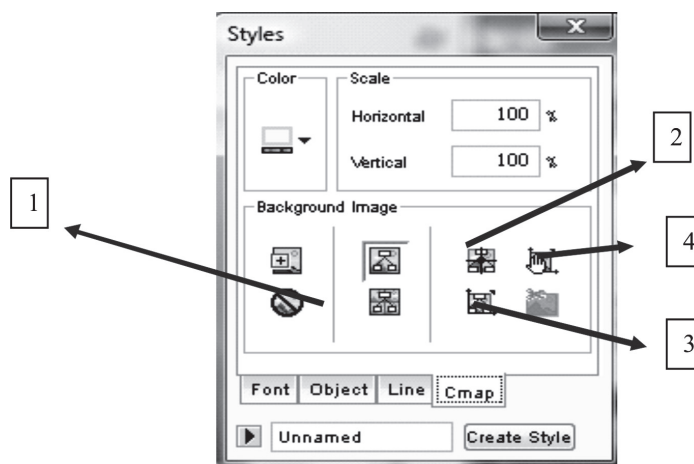 Styles
Color
Scale
Horizontal 100 %
Vertical 100 %
2
1
Background Image
4
3
Font Object Line Cmap
Unnamed Create Style